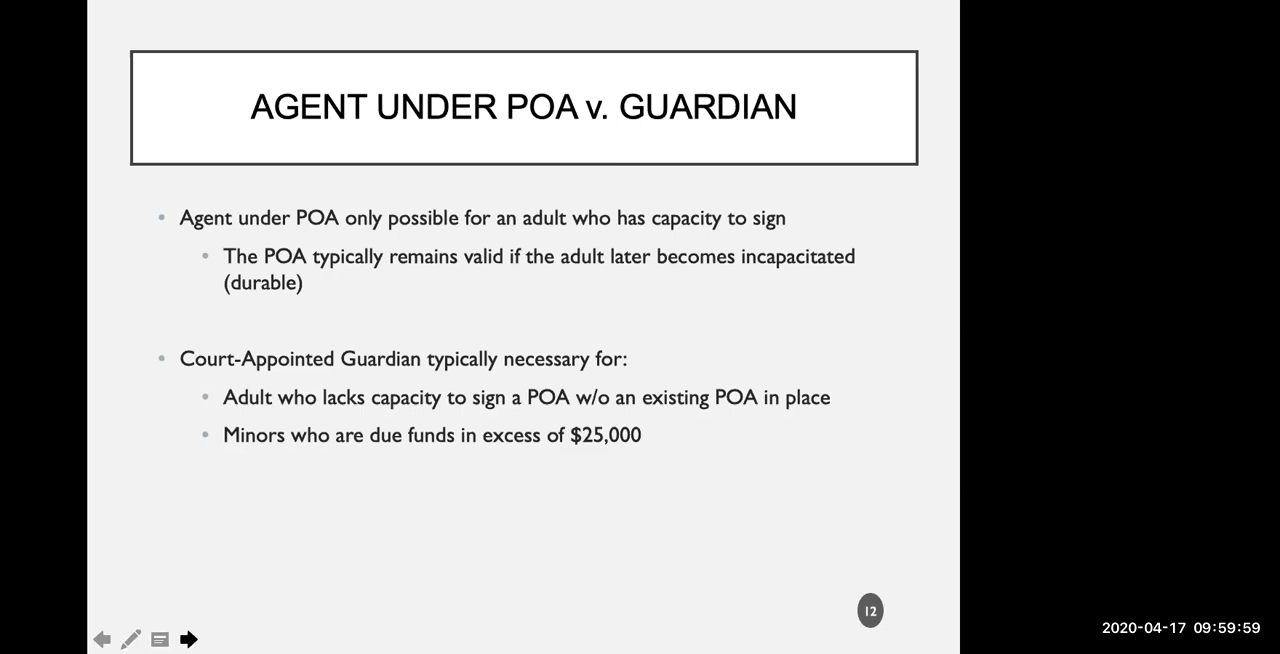 AGENT UNDER POA v. GUARDIAN
• Agent under POA only possible for an adult who has capacity to sign
• The POA typically remains valid if the adult later becomes incapacitated
(durable)
• Court-Appointed Guardian typically necessary for:
• Adult who lacks capacity to sign a POA w/o an existing POA in place
• Minors who are due funds in excess of $25,000
12
2020-04-17 09:59:59